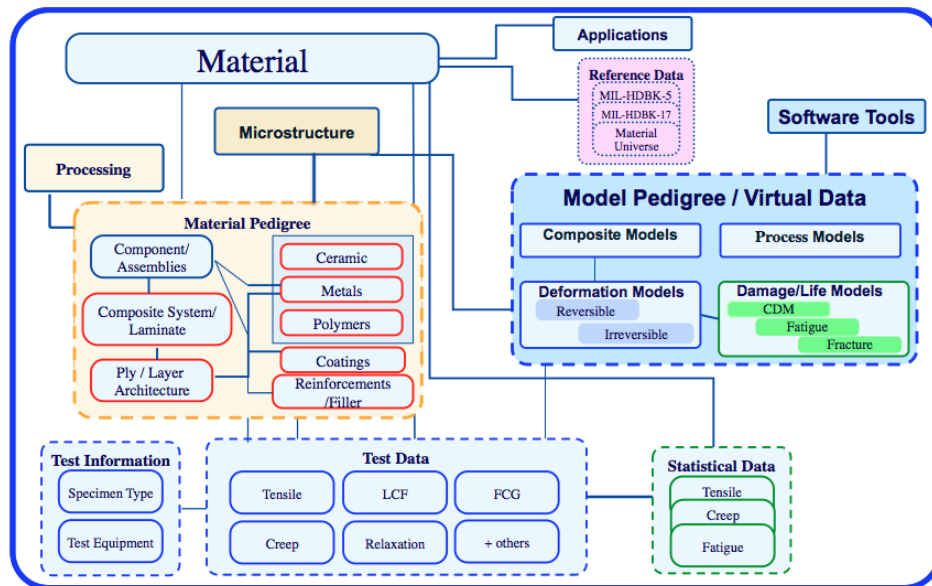 Material
Applications
Reference Data
MIL-HDBK-5
MIL-HDBK-17
Material
Universe
Software Tools
Microstructure
Processing
Material Pedigree
Component/
Assemblies
Composite System/
Laminate
Ply / Layer
Architecture
Ceramic
Metals
Polymers
Coatings
Reinforcements
/Filler
Model Pedigree / Virtual Data
Composite Models
Process Models
Deformation Models
Reversible
Irreversible
Damage/Life Models
CDM
Fatigue
Fracture
Test Information
Specimen Type
Test Equipment
Test Data
Tensile
LCF
FCG
Creep
Relaxation
+ others
Statistical Data
Tensile
Creep
Fatigue